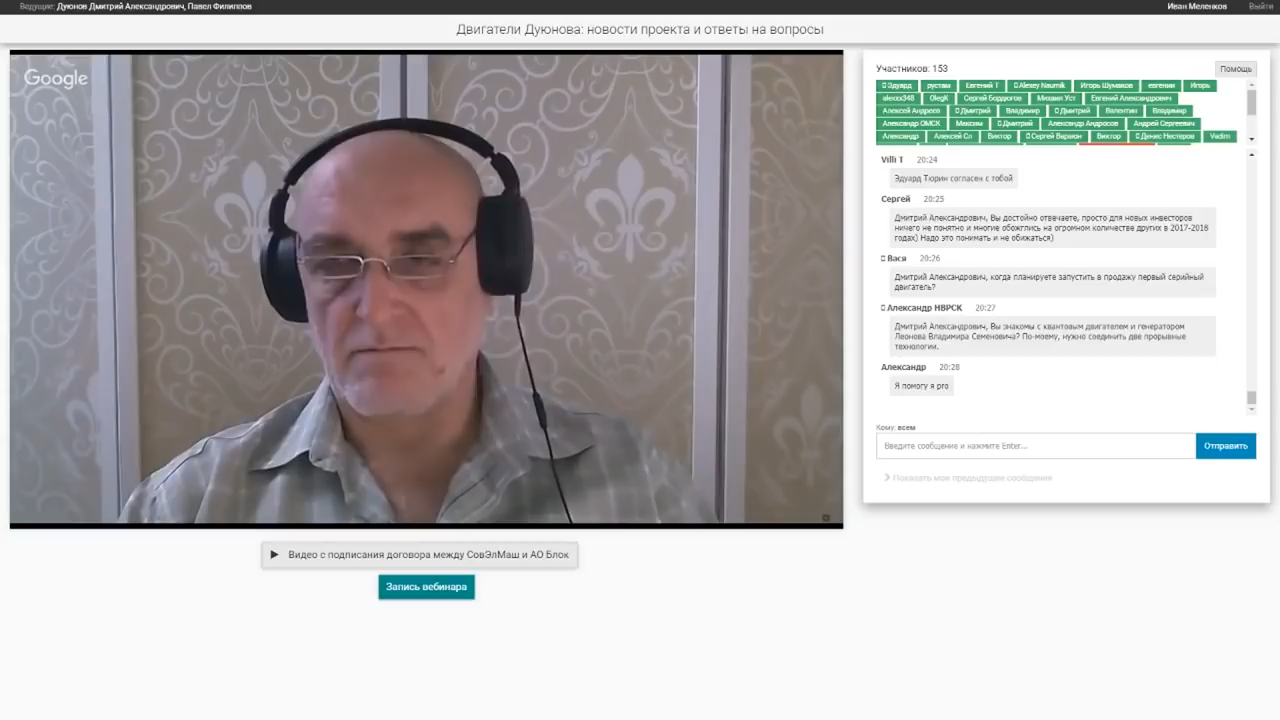 Ведущие: Дуюнов Дмитрий Александрович, Павел Филиппов
Иван Меленков
Выйти
Двигатели Дуюнова: новости проекта и ответы на вопросы
Google
Участников: 153
Помощь
Эдуард рустам Евгений Т Alexey Naumik Игорь Шумаков евгении Игорь
alexxx348 OlegK Сергей Бордюгов Михаил Уст Евгений Александрович
Алексей Андреев Дмитрий Владимир Дмитрий Валентин Владимир
Александр ОМСК Максим Дмитрий Александр Андросов Андрей Сергеевич
Александр Алексей Сл Виктор Сергей Варион Виктор Денис Нестеров Vadim
Villi T 20:24
Эдуард Тюрин согласен с тобой
Сергей 20:25
Дмитрий Александрович, Вы достойно отвечаете, просто для новых инвесторов
ничего не понятно и многие обожглись на огромном количестве других в 2017-2018
годах) Надо это понимать и не обижаться)
Вася 20:26
Дмитрий Александрович, когда планируете запустить в продажу первый серийный
двигатель?
Александр НВРСК 20:27
Дмитрий Александрович, Вы знакомы с квантовым двигателем и генератором
Леонова Владимира Семеновича? По-моему, нужно соединить две прорывные
технологии.
Александр 20:28
Я помогу я pro
Кому: всем
Введите сообщение и нажмите Enter...
Отправить
Показать мои предыдущие сообщения
Видео с подписания договора между СовЭлМаш и АО Блок
Запись вебинара